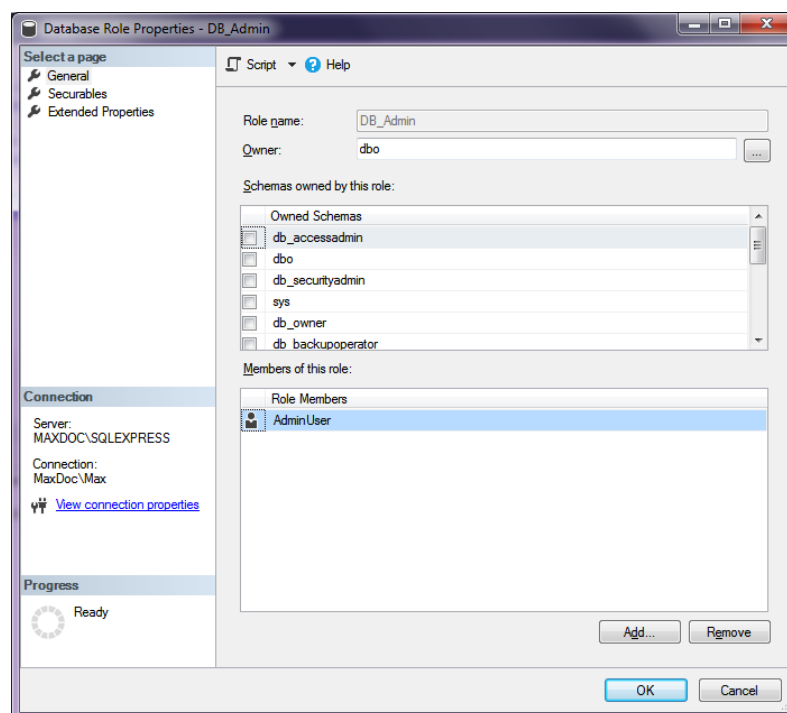 Database Role Properties - DB_Admin
Select a page
General
Securables
Extended Properties
Script
Help
Role name:
DB_Admin
Owner:
dbo
...
Schemas owned by this role:
Owned Schemas
db_accessadmin
dbo
db_securityadmin
sys
db_owner
db_backupoperator
Members of this role:
Role Members
AdminUser
Connection
Server:
MAXDOC\SQLEXPRESS
Connection:
MaxDoc\Max
View connection properties
Progress
Ready
Add...
Remove
OK
Cancel